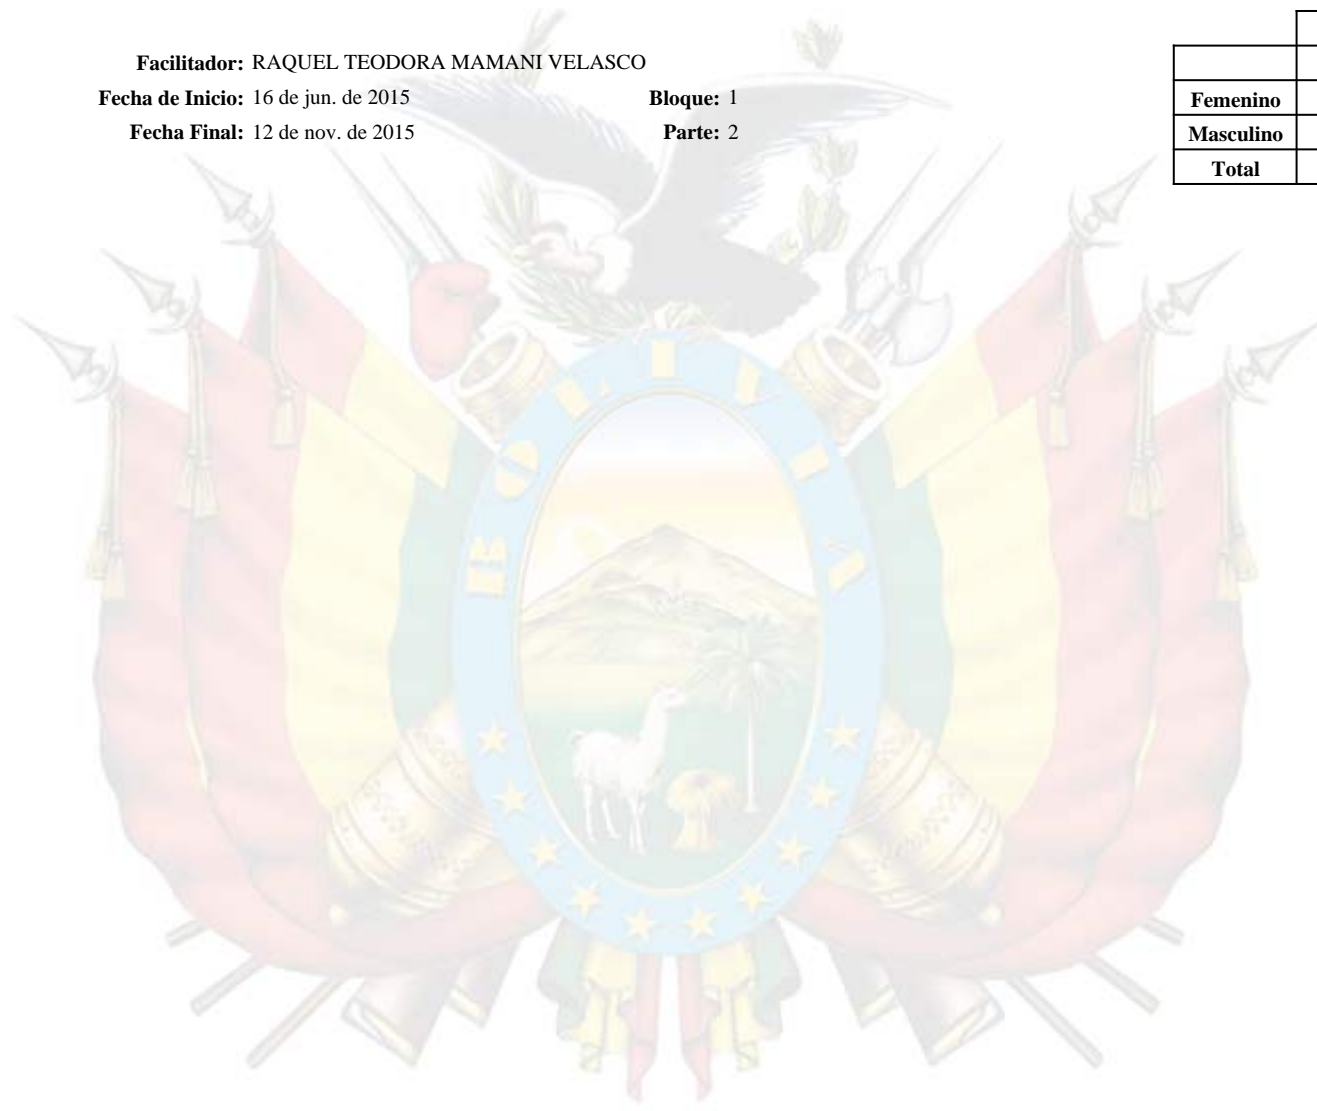 Facilitador: RAQUEL TEODORA MAMANI VELASCO
Fecha de Inicio: 16 de jun. de 2015 Bloque: 1
Fecha Final: 12 de nov. de 2015 Parte: 2
Femenino
Masculino
Total
BOLIVIA